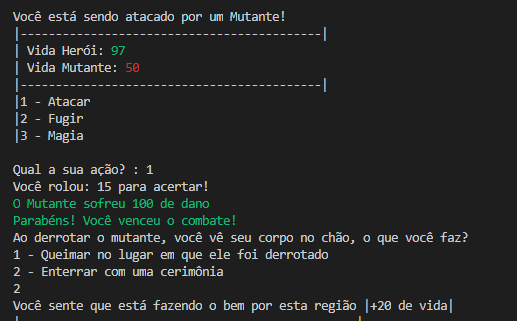 Você está sendo atacado por um Mutante!
|-------------------------------------------|
| Vida Herói: 97
| Vida Mutante: 50
|-------------------------------------------|
|1 - Atacar
|2 - Fugir
|3 - Magia
Qual a sua ação? : 1
Você rolou: 15 para acertar!
O Mutante sofreu 100 de dano
Parabéns! Você venceu o combate!
Ao derrotar o mutante, você vê seu corpo no chão, o que você faz?
1 - Queimar no lugar em que ele foi derrotado
2 - Enterrar com uma cerimônia
2
Você sente que está fazendo o bem por esta região |+20 de vida|